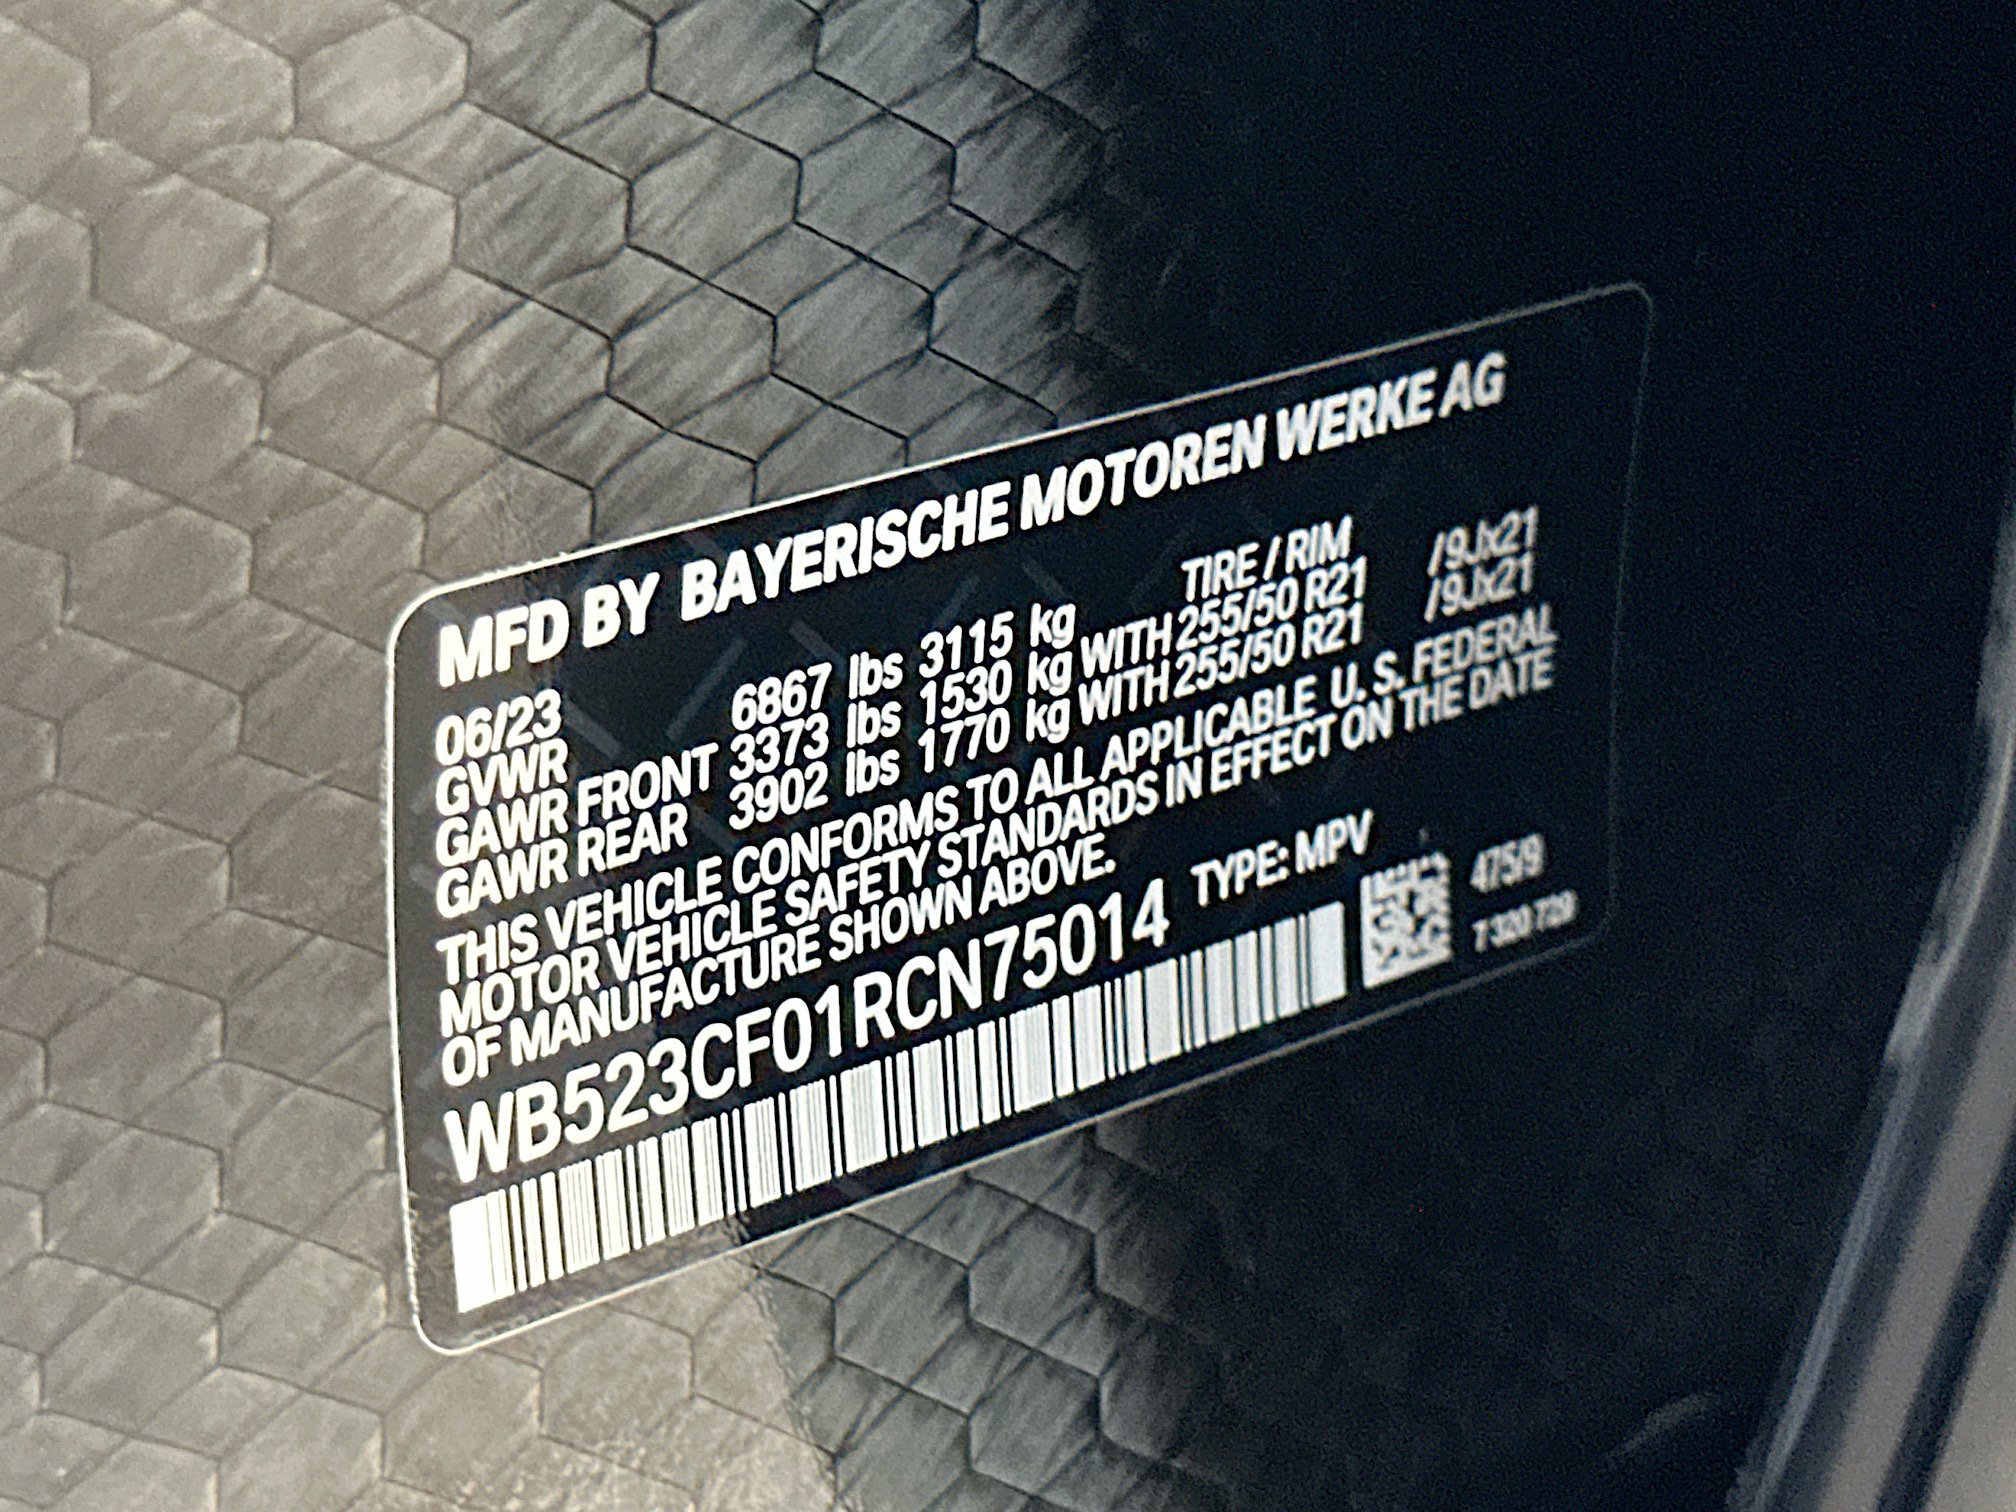 MFD BY BAYERISCHE MOTOREN WERKE AG
06/23 TIRE / RIM
GVWR 6867 lbs 3115 kg
GAWR FRONT 3373 lbs 1530 kg WITH 255/50 R21 /9Jx21
GAWR REAR 3902 lbs 1770 kg WITH 255/50 R21 /9Jx21
THIS VEHICLE CONFORMS TO ALL APPLICABLE U. S. FEDERAL
MOTOR VEHICLE SAFETY STANDARDS IN EFFECT ON THE DATE
OF MANUFACTURE SHOWN ABOVE.
WB523CF01RCN75014 TYPE: MPV
475/9
7 320 729